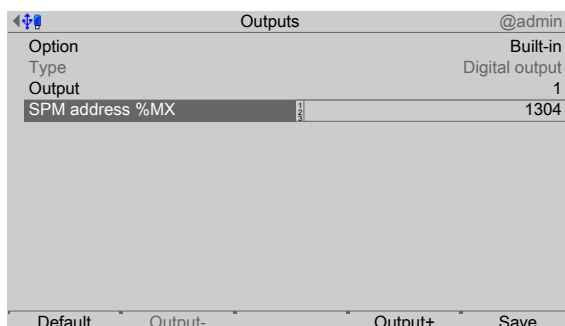 Outputs @admin
Option Built-in
Type Digital output
Output 1
SPM address %MX 1304
Default Output- Output+ Save